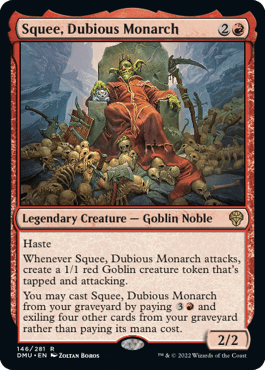 Squee, Dubious Monarch 2
Legendary Creature — Goblin Noble
Haste
Whenever Squee, Dubious Monarch attacks,
create a 1/1 red Goblin creature token that's
tapped and attacking.
You may cast Squee, Dubious Monarch
from your graveyard by paying 3 and
exiling four other cards from your graveyard
rather than paying its mana cost.
2/2
146/281 R
DMU • EN ZOLTAN BOROS
™ & © 2022 Wizards of the Coast